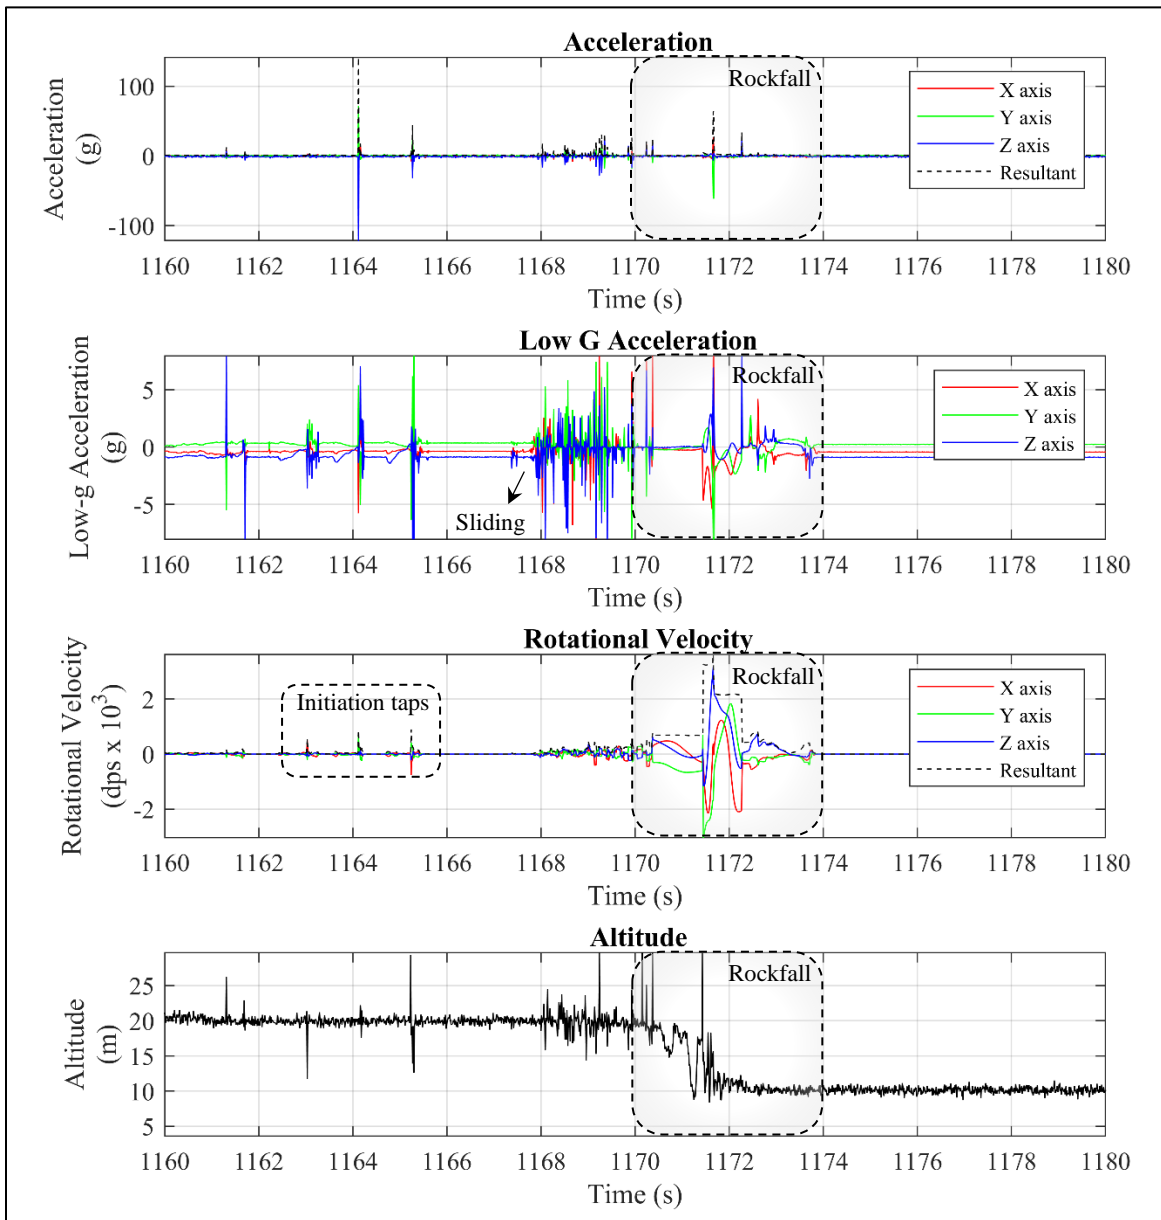 Acceleration
Rockfall
X axis
Y axis
Z axis
Resultant
Acceleration
(g)
100
0
-100
1160 1162 1164 1166 1168 1170 1172 1174 1176 1178 1180
Time (s)
Low G Acceleration
Rockfall
X axis
Y axis
Z axis
Low-g Acceleration
(g)
5
0
-5
Sliding
1160 1162 1164 1166 1168 1170 1172 1174 1176 1178 1180
Time (s)
Rotational Velocity
Rockfall
Initiation taps
X axis
Y axis
Z axis
Resultant
Rotational Velocity
(dps x 10³)
2
0
-2
1160 1162 1164 1166 1168 1170 1172 1174 1176 1178 1180
Time (s)
Altitude
Rockfall
Altitude
(m)
25
20
15
10
5
1160 1162 1164 1166 1168 1170 1172 1174 1176 1178 1180
Time (s)